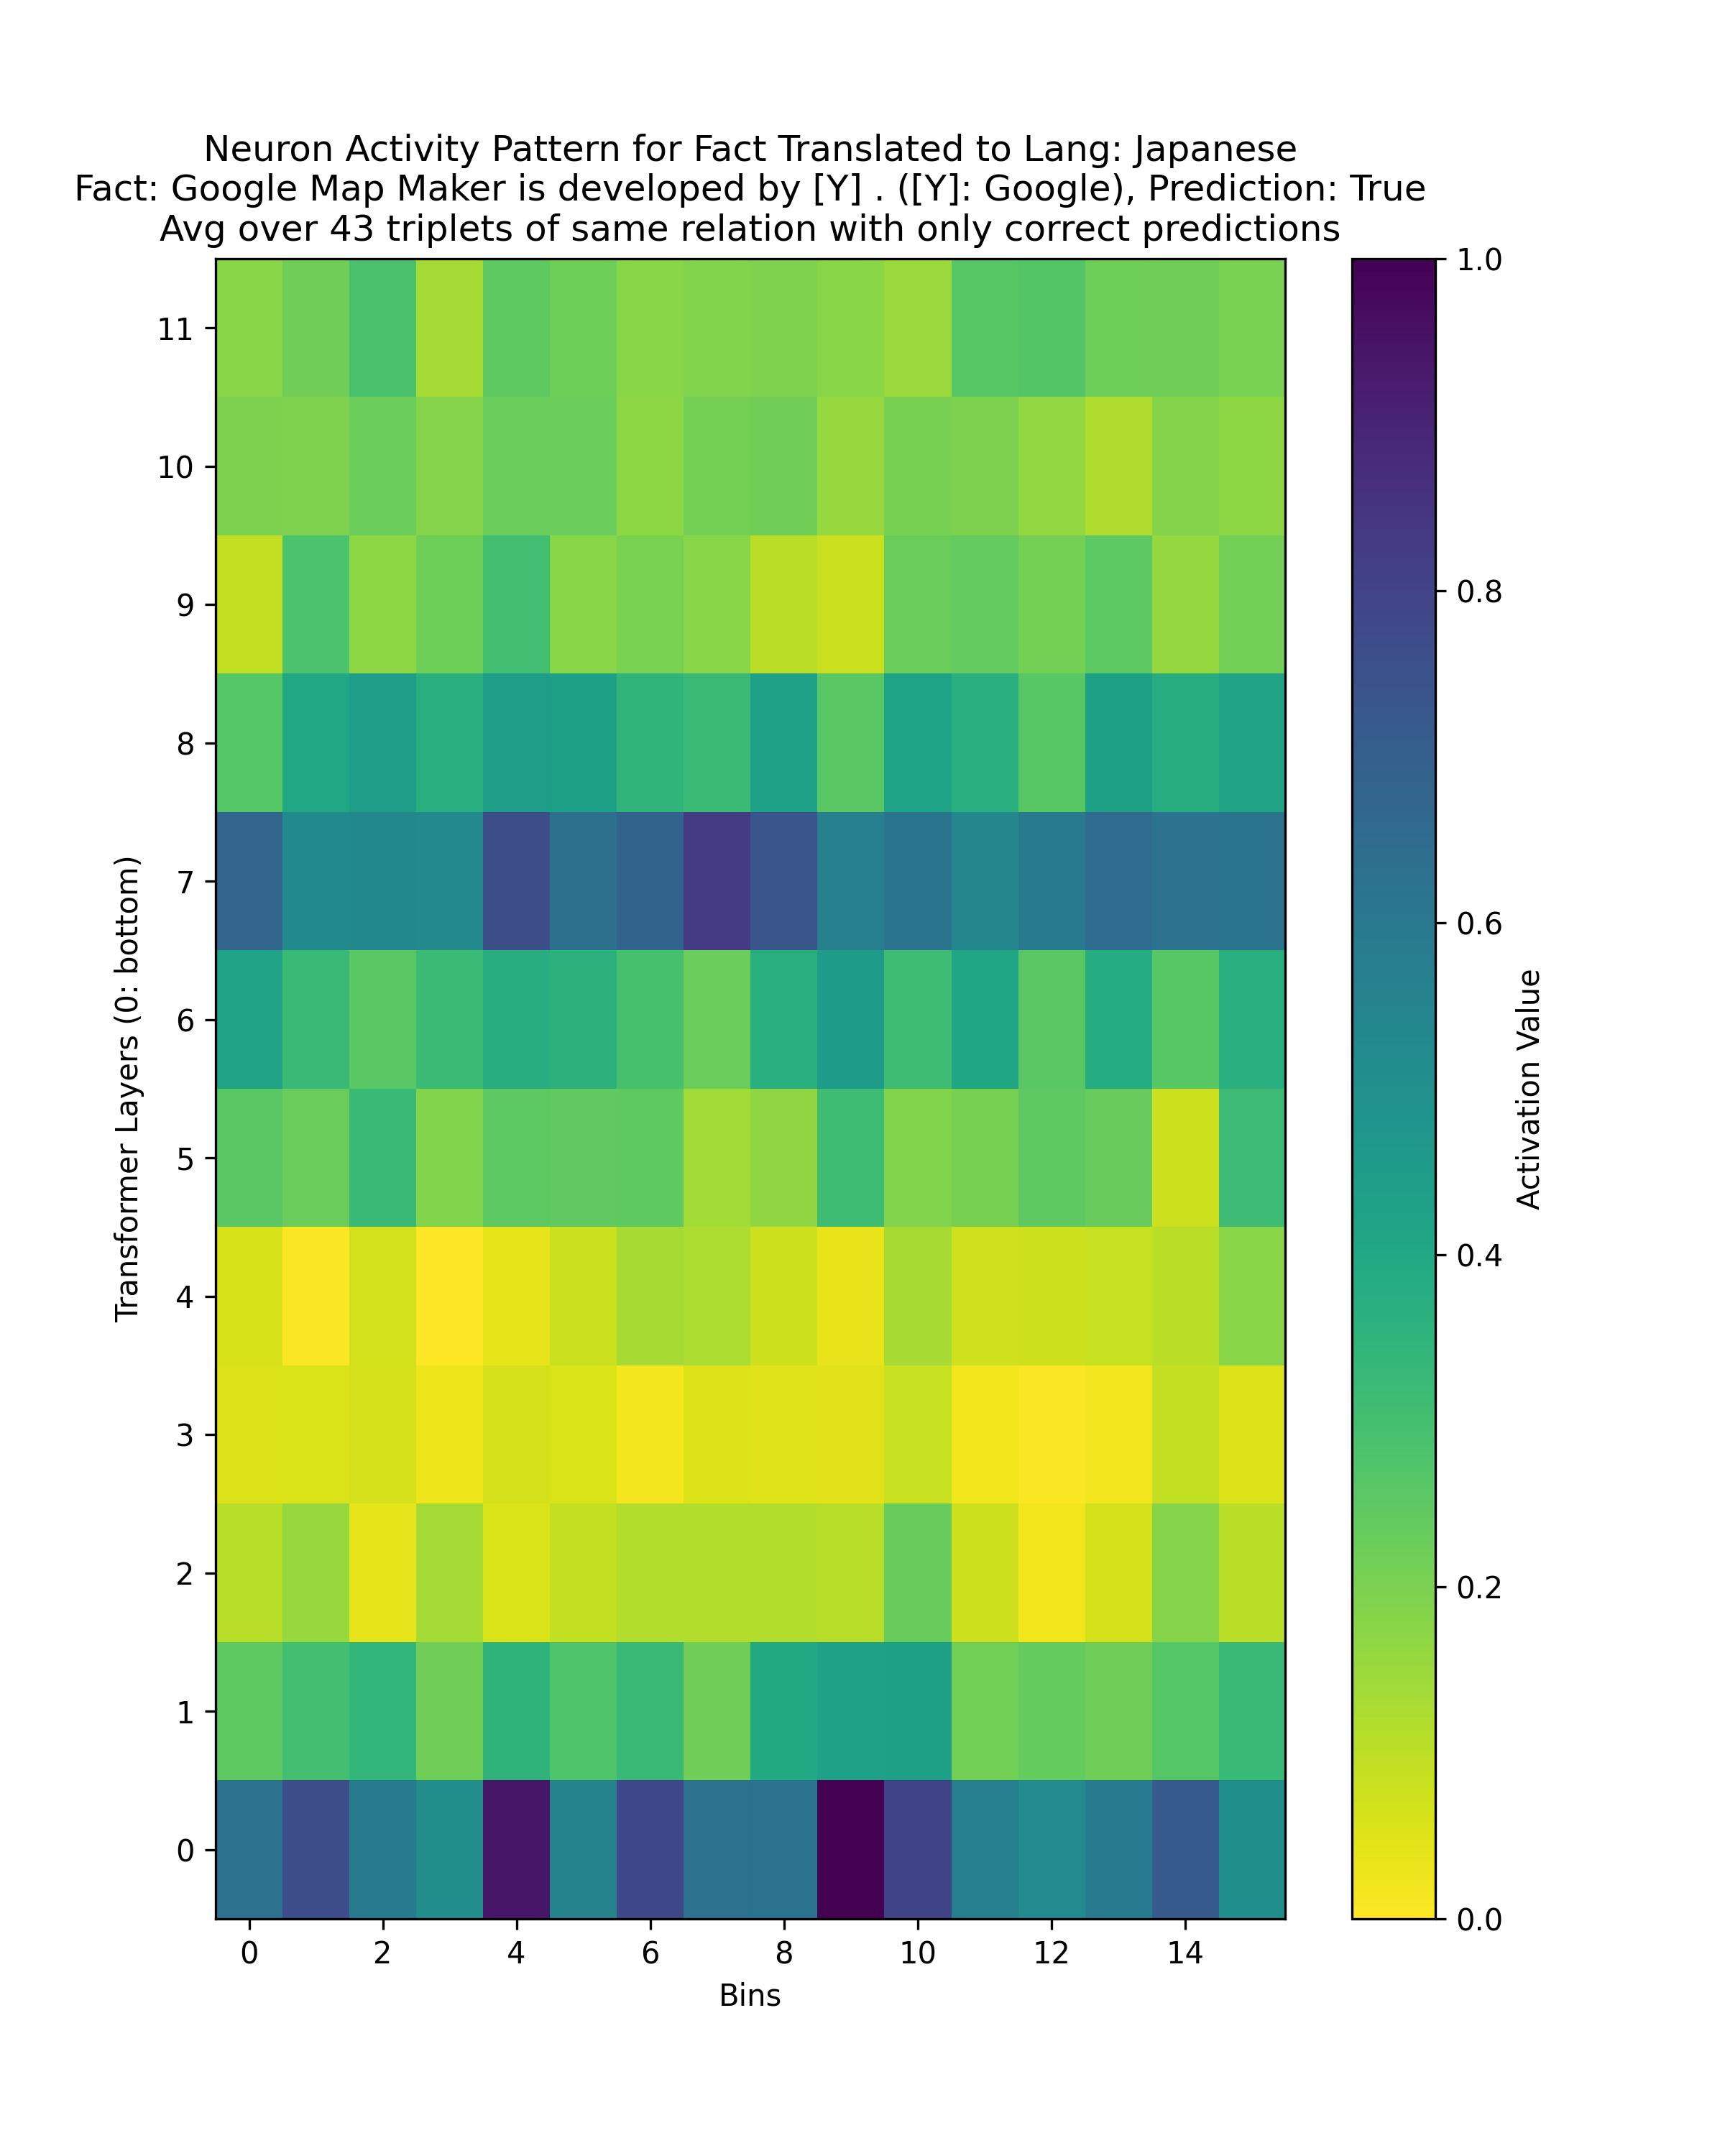 Neuron Activity Pattern for Fact Translated to Lang: Japanese
Fact: Google Map Maker is developed by [Y] . ([Y]: Google), Prediction: True
Avg over 43 triplets of same relation with only correct predictions
11
10
9
8
7
6
5
4
3
2
1
0
Transformer Layers (0: bottom)
0 2 4 6 8 10 12 14
Bins
1.0
0.8
0.6
0.4
0.2
0.0
Activation Value